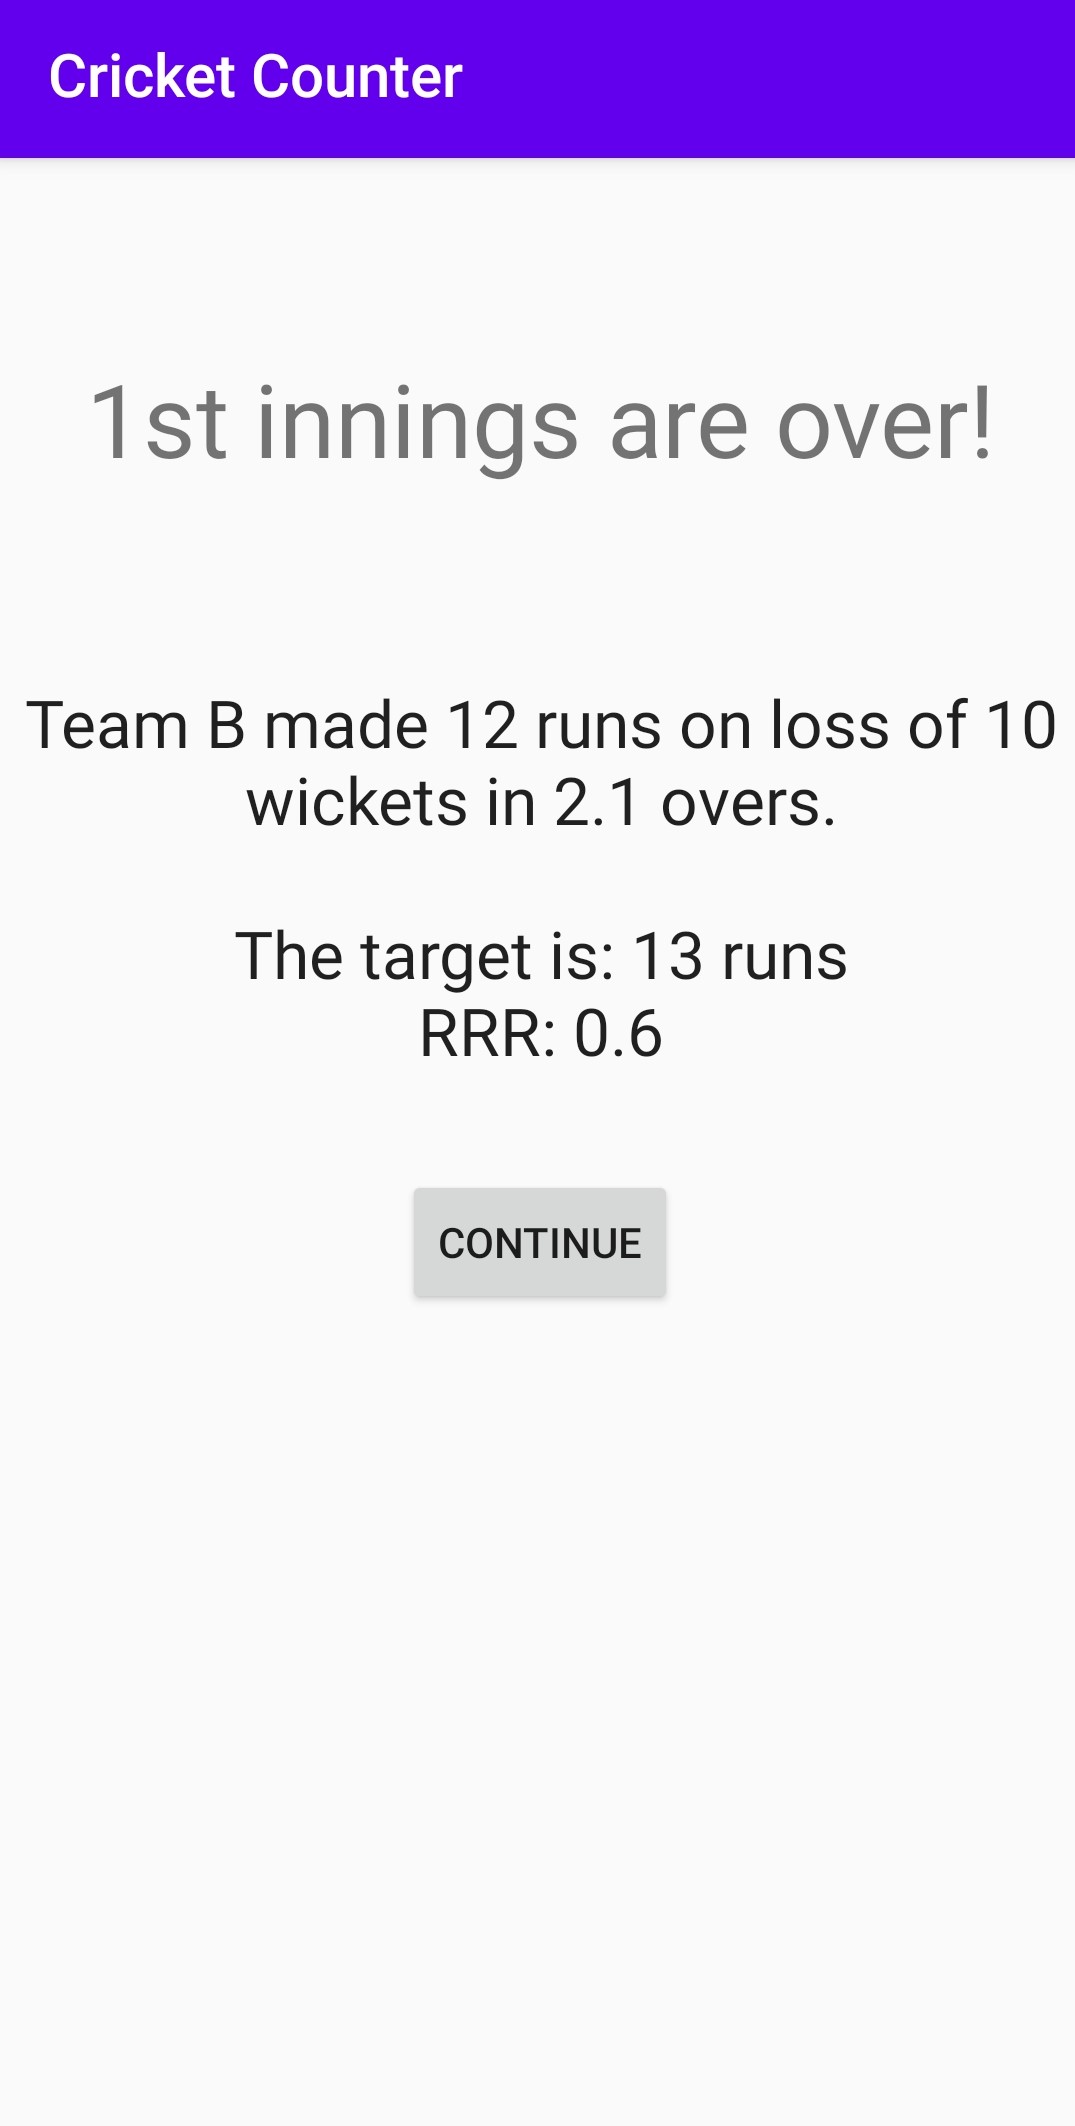 Cricket Counter
1st innings are over!
Team B made 12 runs on loss of 10
wickets in 2.1 overs.
The target is: 13 runs
RRR: 0.6
CONTINUE